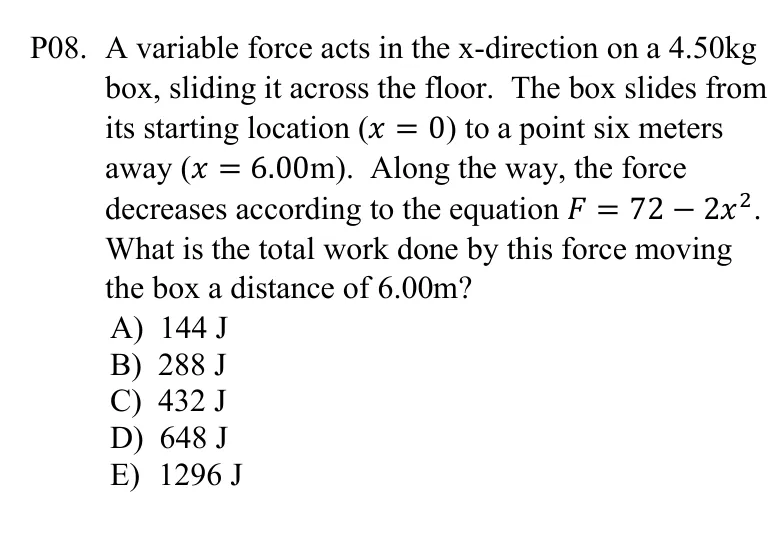 P08. A variable force acts in the x-direction on a 4.50kg
box, sliding it across the floor. The box slides from
its starting location (x = 0) to a point six meters
away (x = 6.00m). Along the way, the force
decreases according to the equation F = 72 − 2x².
What is the total work done by this force moving
the box a distance of 6.00m?
A) 144 J
B) 288 J
C) 432 J
D) 648 J
E) 1296 J